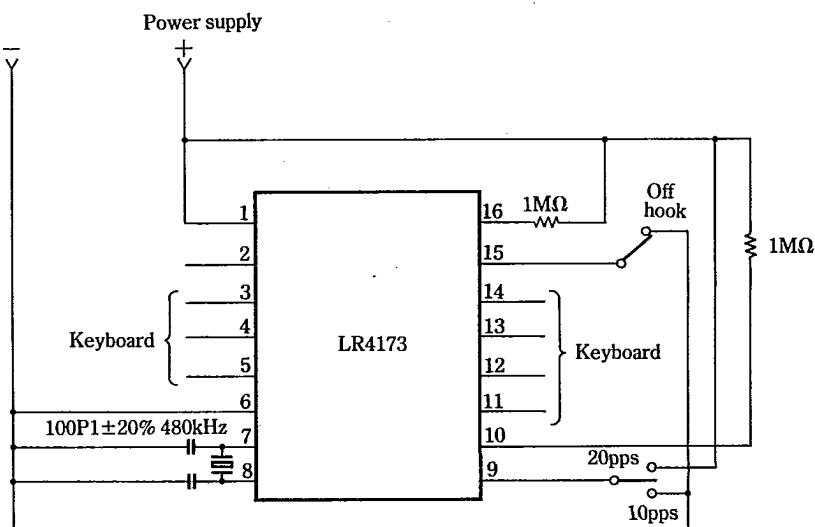 Power supply
−
+
1
2
3
4
5
6
7
8
Keyboard
100P1±20% 480kHz
LR4173
16
15
14
13
12
11
10
9
1MΩ
Off
hook
1MΩ
Keyboard
20pps
10pps